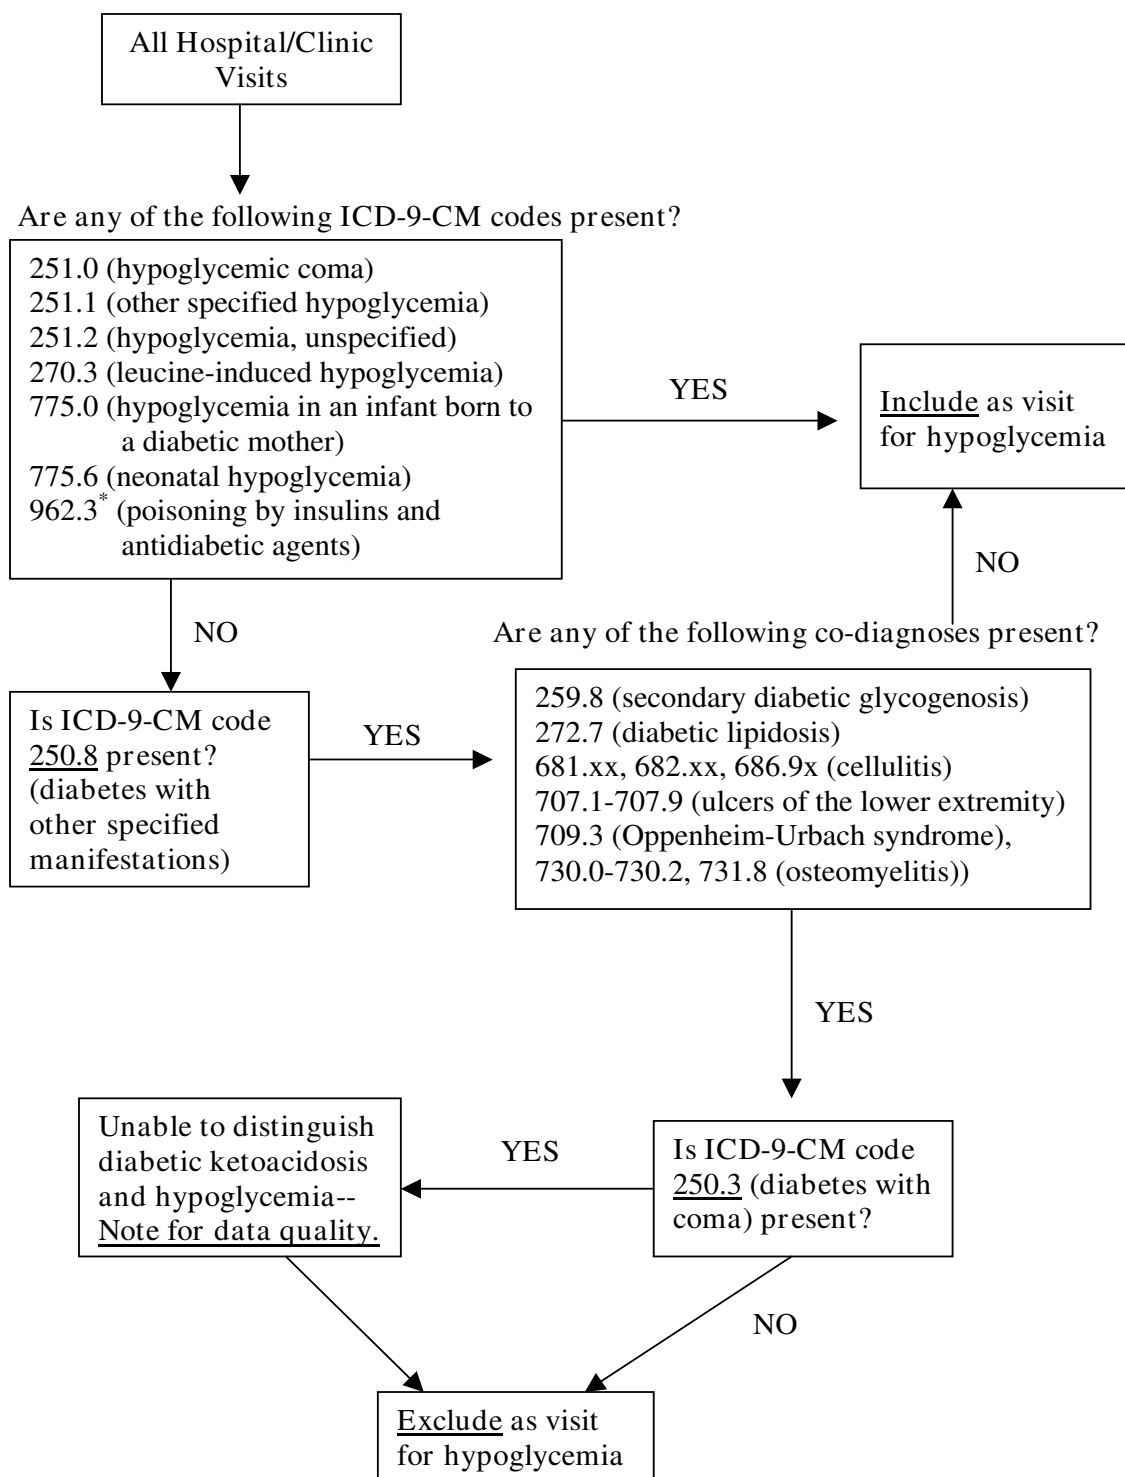 All Hospital/Clinic
Visits
Are any of the following ICD-9-CM codes present?
251.0 (hypoglycemic coma)
251.1 (other specified hypoglycemia)
251.2 (hypoglycemia, unspecified)
270.3 (leucine-induced hypoglycemia)
775.0 (hypoglycemia in an infant born to
a diabetic mother)
775.6 (neonatal hypoglycemia)
962.3* (poisoning by insulins and
antidiabetic agents)
YES
Include as visit
for hypoglycemia
NO
NO
Are any of the following co-diagnoses present?
Is ICD-9-CM code
250.8 present?
(diabetes with
other specified
manifestations)
YES
259.8 (secondary diabetic glycogenosis)
272.7 (diabetic lipidosis)
681.xx, 682.xx, 686.9x (cellulitis)
707.1-707.9 (ulcers of the lower extremity)
709.3 (Oppenheim-Urbach syndrome),
730.0-730.2, 731.8 (osteomyelitis))
YES
Unable to distinguish
diabetic ketoacidosis
and hypoglycemia--
Note for data quality.
YES
Is ICD-9-CM code
250.3 (diabetes with
coma) present?
NO
Exclude as visit
for hypoglycemia